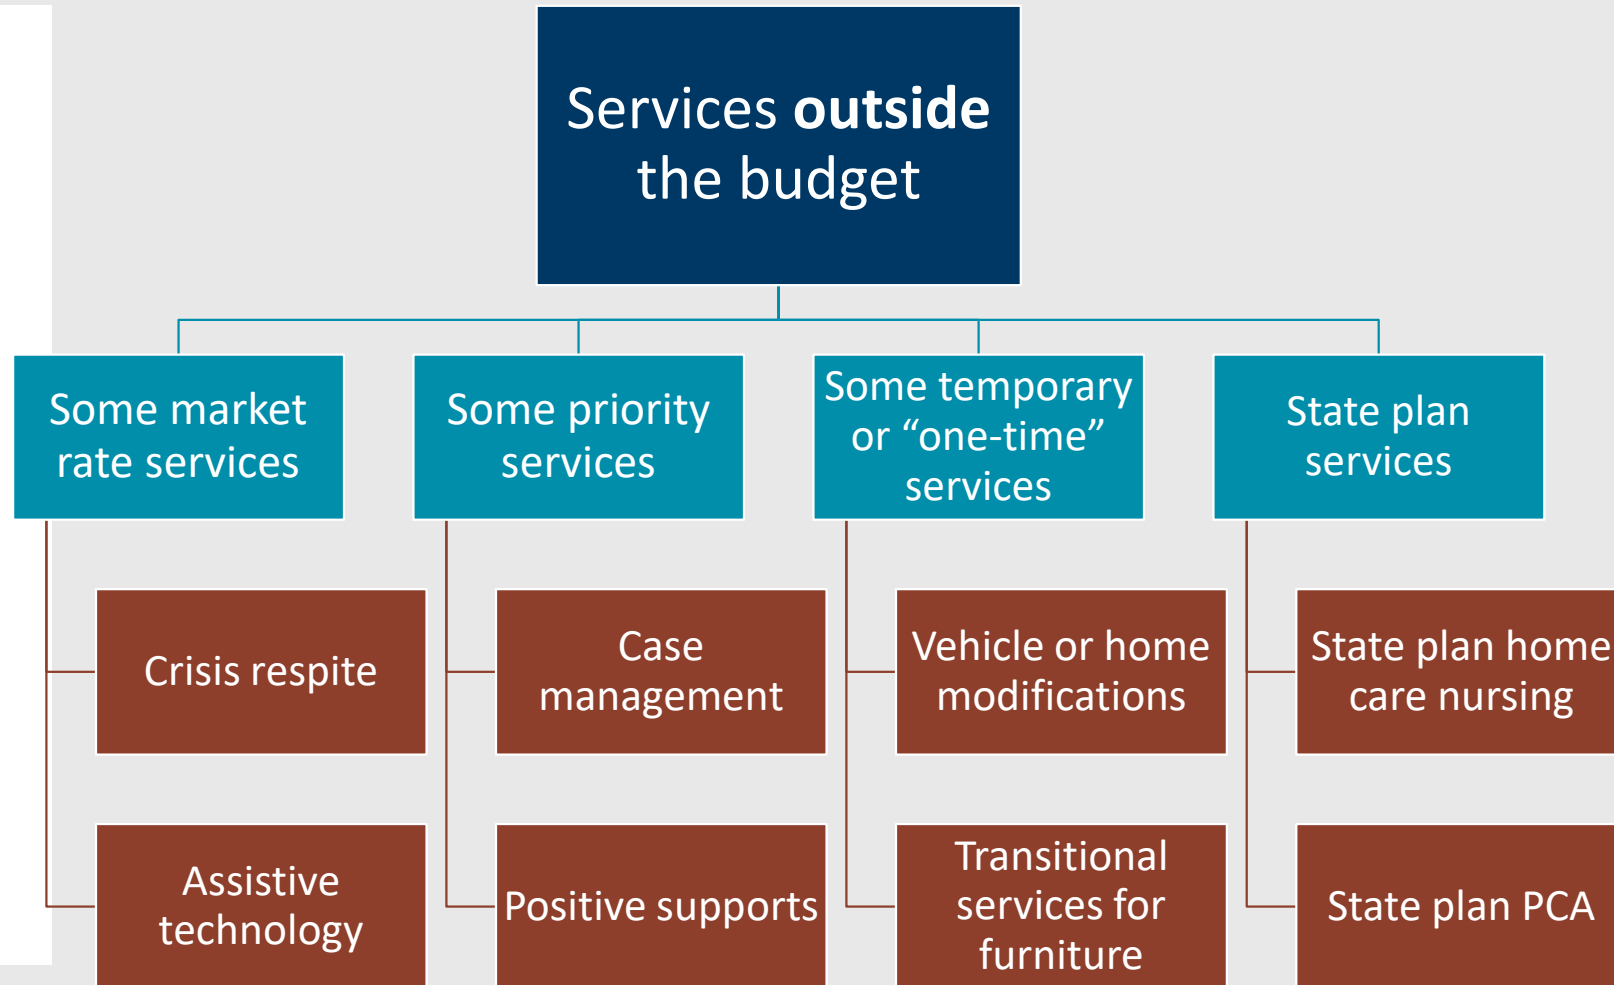 Services outside
the budget
Some market
rate services
Some priority
services
Some temporary
or “one-time”
services
State plan
services
Crisis respite
Case
management
Vehicle or home
modifications
State plan home
care nursing
Assistive
technology
Positive supports
Transitional
services for
furniture
State plan PCA